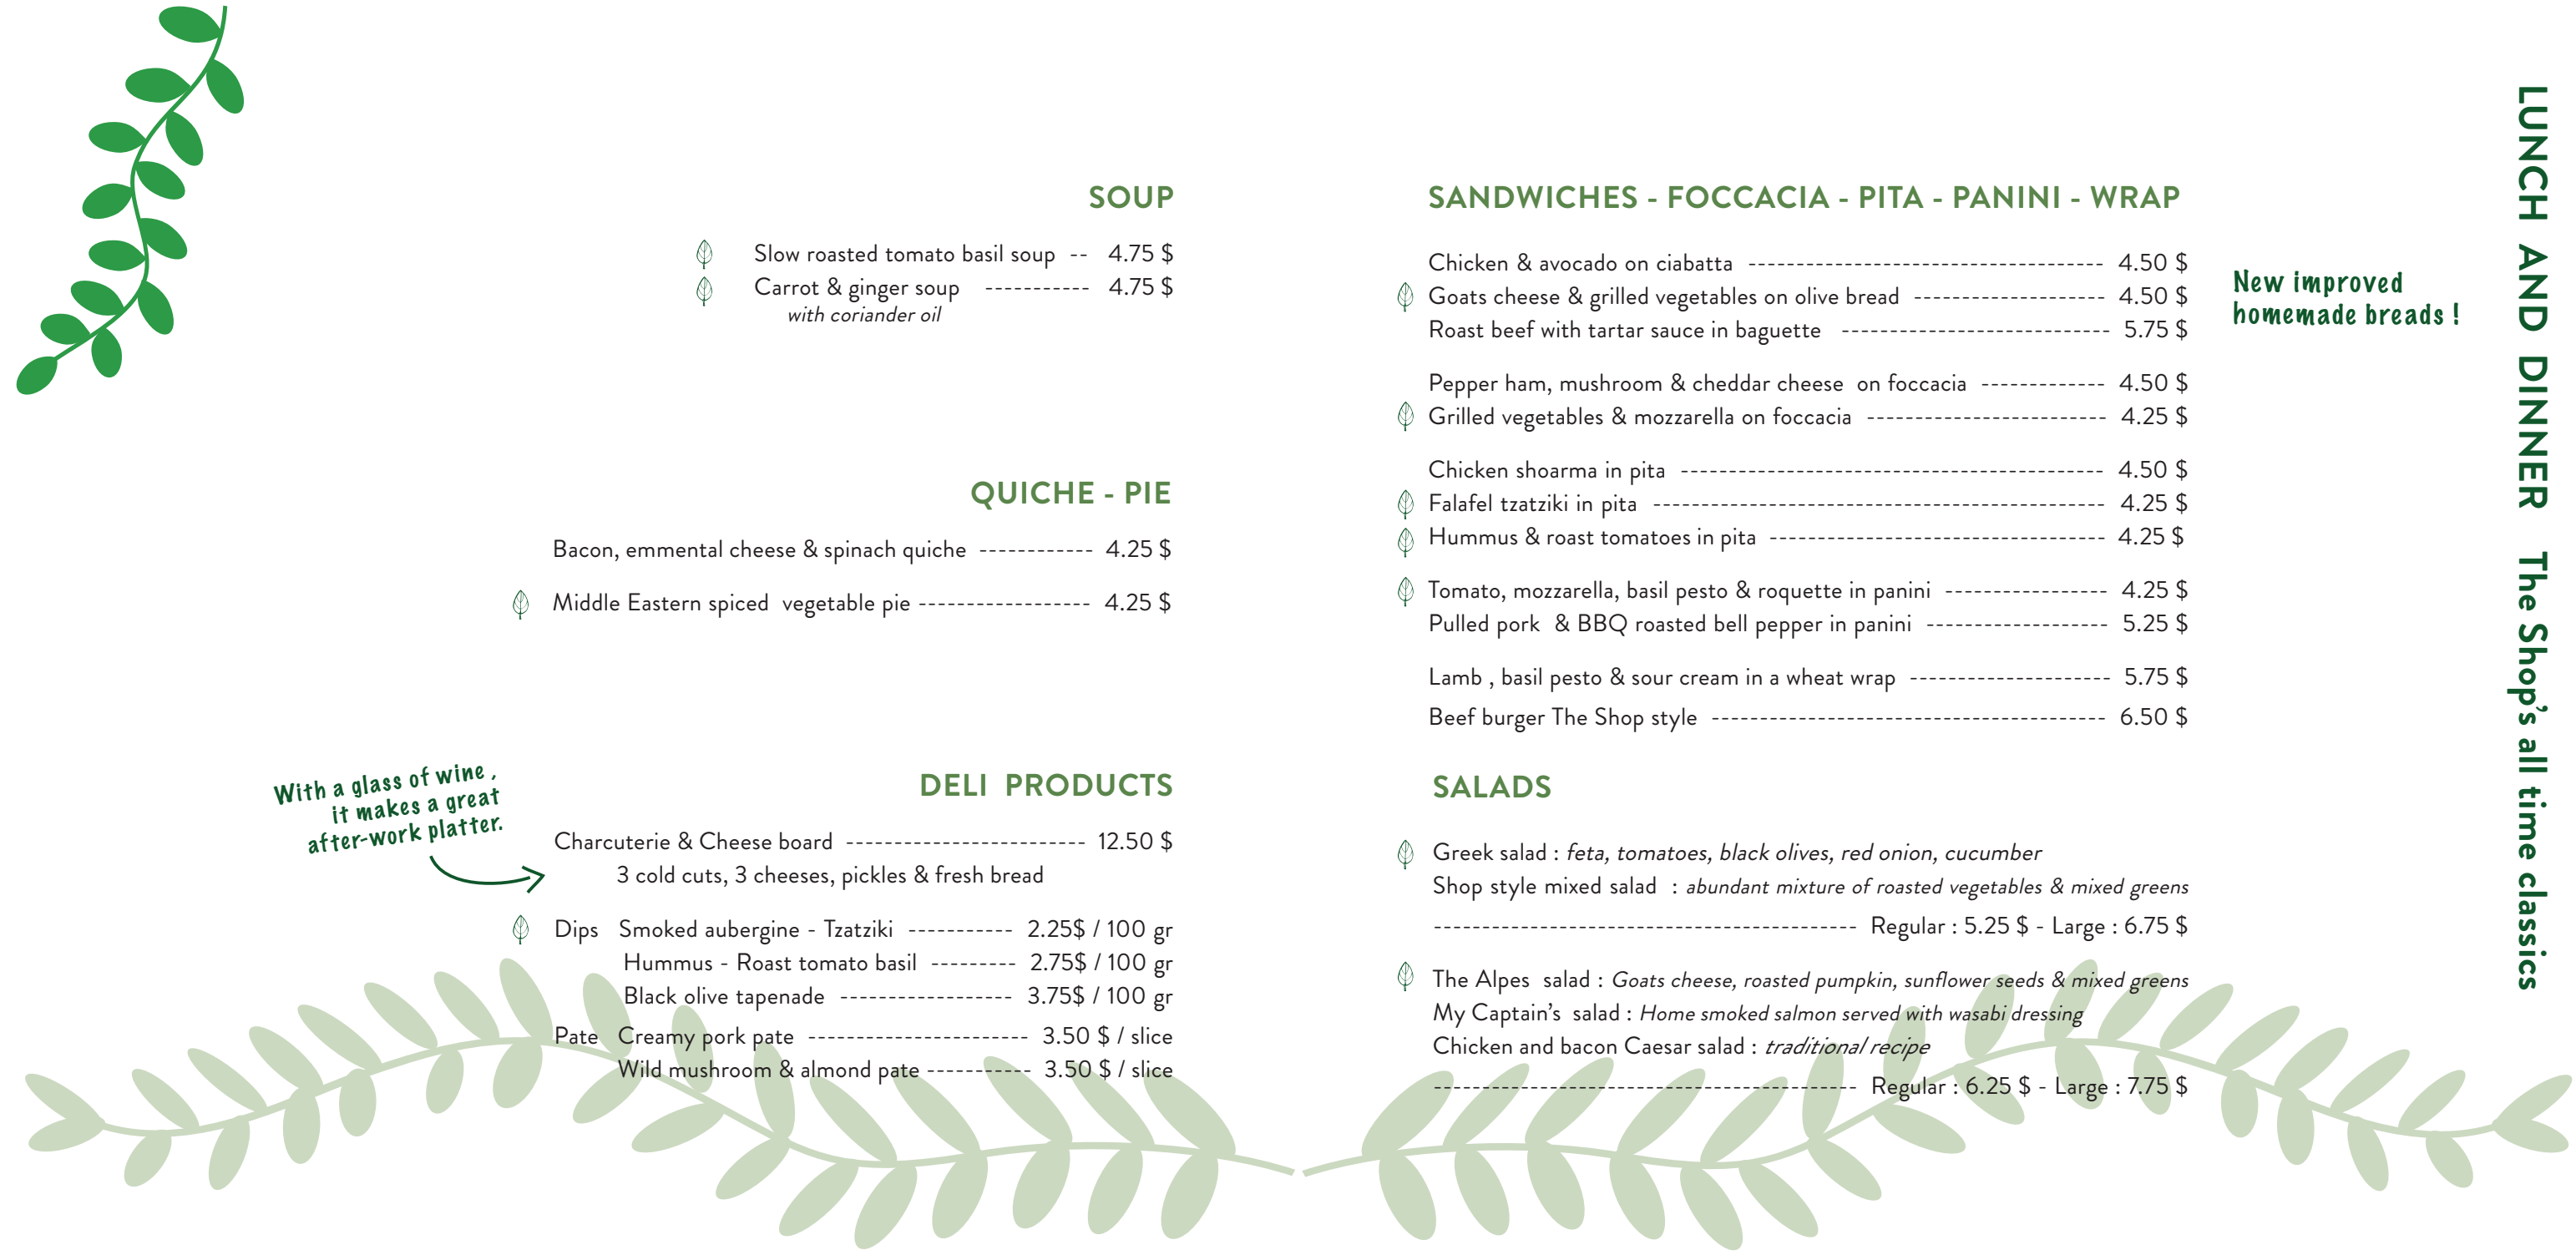 SOUP
Slow roasted tomato basil soup -- 4.75 $
Carrot & ginger soup ----------- 4.75 $
with coriander oil
QUICHE - PIE
Bacon, emmental cheese & spinach quiche ------------ 4.25 $
Middle Eastern spiced vegetable pie ------------------ 4.25 $
With a glass of wine ,
it makes a great
after-work platter.
DELI PRODUCTS
Charcuterie & Cheese board ------------------------- 12.50 $
3 cold cuts, 3 cheeses, pickles & fresh bread
Dips Smoked aubergine - Tzatziki ----------- 2.25$ / 100 gr
Hummus - Roast tomato basil --------- 2.75$ / 100 gr
Black olive tapenade ------------------ 3.75$ / 100 gr
Pate Creamy pork pate ----------------------- 3.50 $ / slice
Wild mushroom & almond pate ----------- 3.50 $ / slice
SANDWICHES - FOCCACIA - PITA - PANINI - WRAP
Chicken & avocado on ciabatta ------------------------------------- 4.50 $
Goats cheese & grilled vegetables on olive bread -------------------- 4.50 $
Roast beef with tartar sauce in baguette ---------------------------- 5.75 $
Pepper ham, mushroom & cheddar cheese on foccacia ------------- 4.50 $
Grilled vegetables & mozzarella on foccacia ------------------------- 4.25 $
Chicken shoarma in pita -------------------------------------------- 4.50 $
Falafel tzatziki in pita ----------------------------------------------- 4.25 $
Hummus & roast tomatoes in pita ----------------------------------- 4.25 $
Tomato, mozzarella, basil pesto & roquette in panini ----------------- 4.25 $
Pulled pork & BBQ roasted bell pepper in panini ------------------- 5.25 $
Lamb , basil pesto & sour cream in a wheat wrap --------------------- 5.75 $
Beef burger The Shop style ----------------------------------------- 6.50 $
New improved
homemade breads !
SALADS
Greek salad : feta, tomatoes, black olives, red onion, cucumber
Shop style mixed salad : abundant mixture of roasted vegetables & mixed greens
-------------------------------------------- Regular : 5.25 $ - Large : 6.75 $
The Alpes salad : Goats cheese, roasted pumpkin, sunflower seeds & mixed greens
My Captain's salad : Home smoked salmon served with wasabi dressing
Chicken and bacon Caesar salad : traditional recipe
-------------------------------------------- Regular : 6.25 $ - Large : 7.75 $
LUNCH AND DINNER The Shop's all time classics